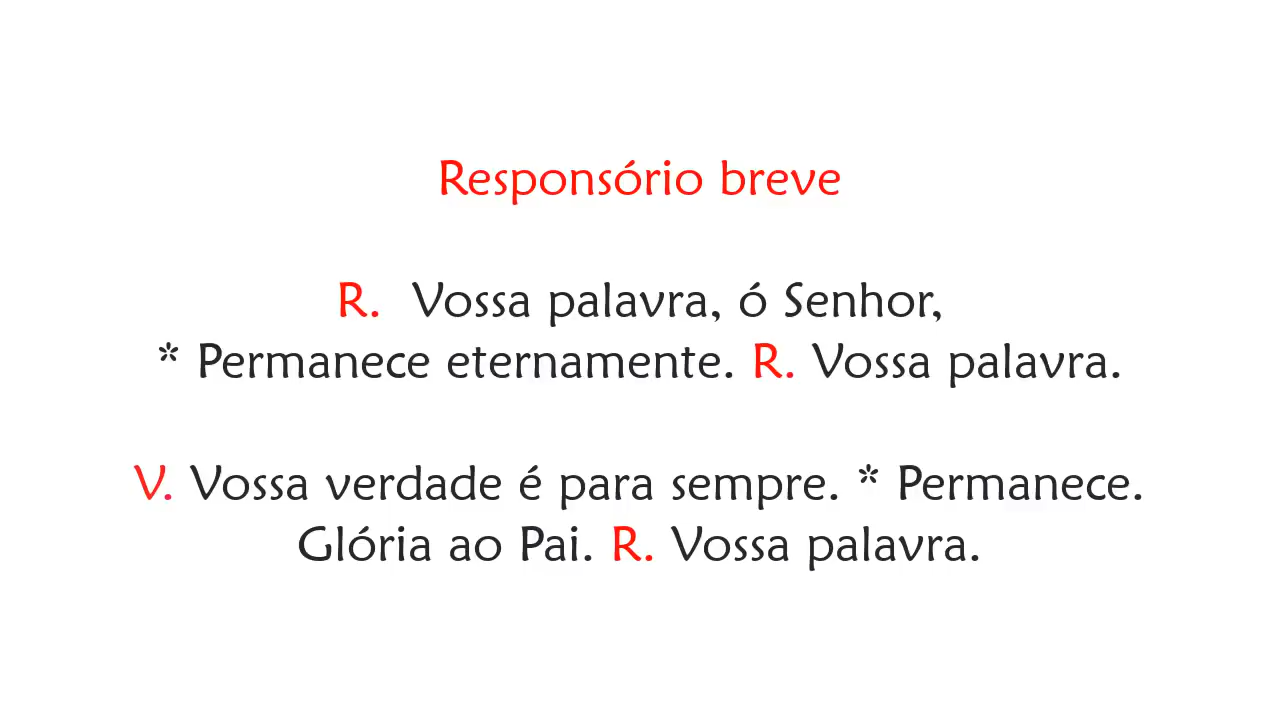 Responsório breve
R. Vossa palavra, ó Senhor,
* Permanece eternamente. R. Vossa palavra.
V. Vossa verdade é para sempre. * Permanece.
Glória ao Pai. R. Vossa palavra.